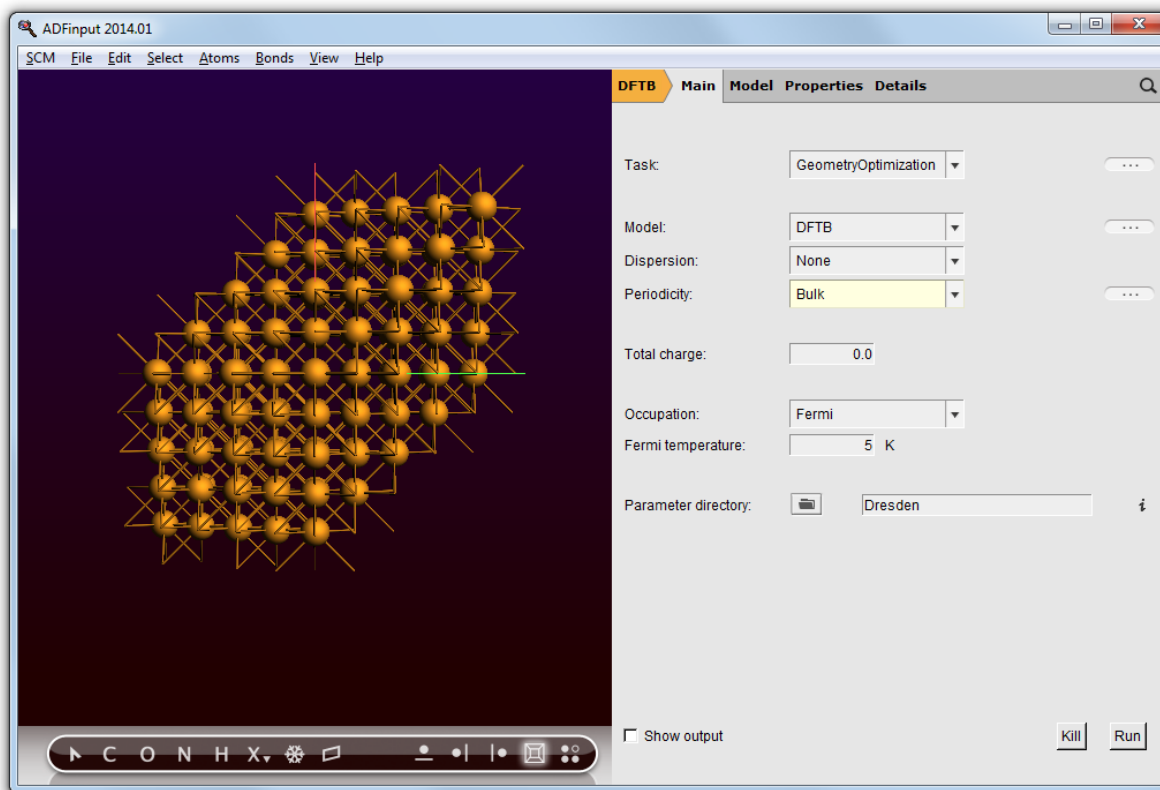 ADFinput 2014.01
SCM File Edit Select Atoms Bonds View Help
DFTB Main Model Properties Details
Task: GeometryOptimization
Model: DFTB
Dispersion: None
Periodicity: Bulk
Total charge: 0.0
Occupation: Fermi
Fermi temperature: 5 K
Parameter directory: Dresden i
Show output Kill Run
C O N H X